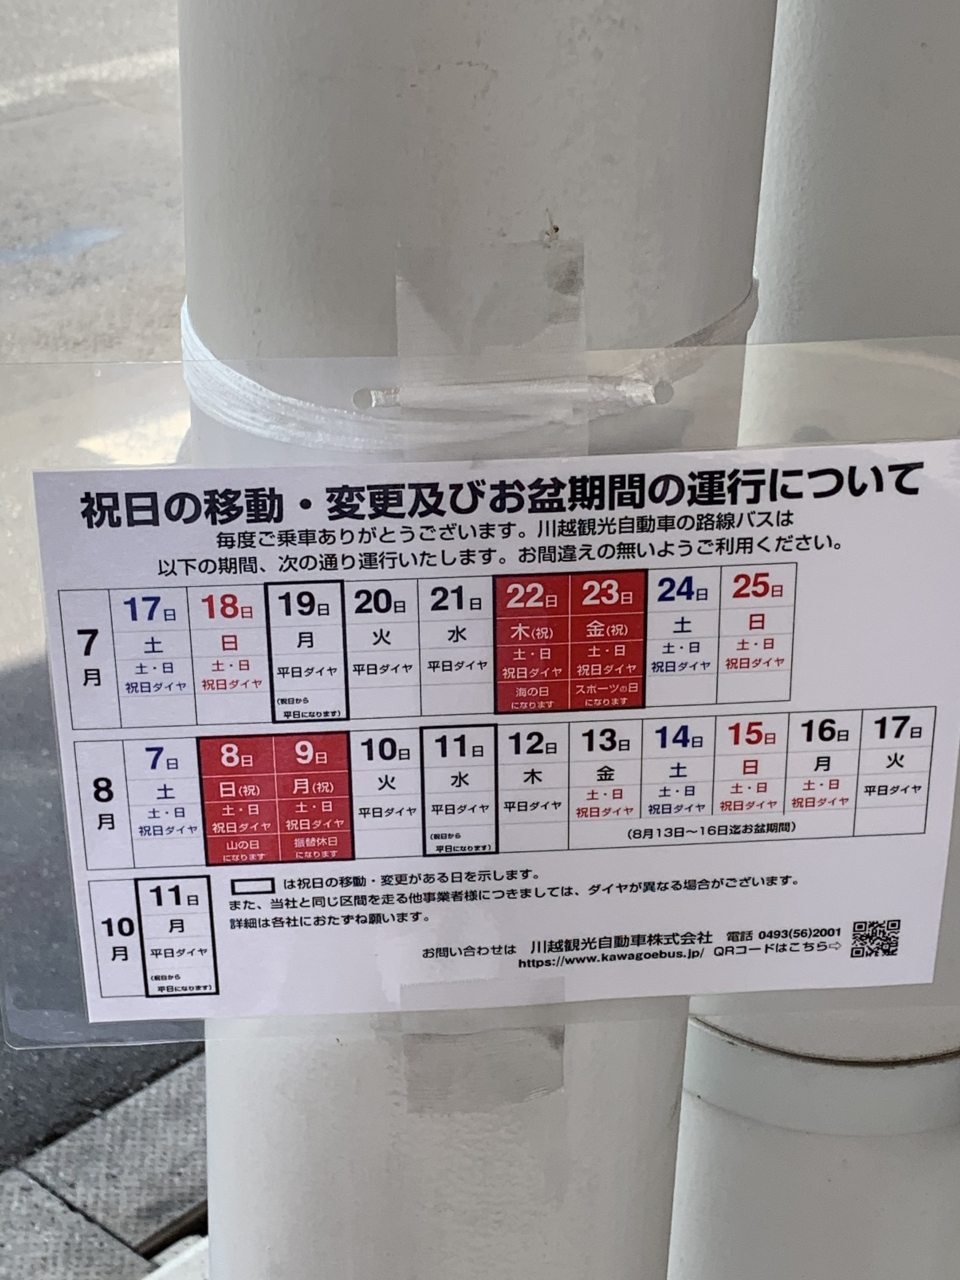 祝日の移動・変更及びお盆期間の運行について
毎度ご乗車ありがとうございます。川越観光自動車の路線バスは
以下の期間、次の通り運行いたします。お間違えの無いようご利用ください。
7月
17日 18日 19日 20日 21日 22日 23日 24日 25日
土 日 月 火 水 木(祝) 金(祝) 土 日
土・日 土・日 平日ダイヤ 平日ダイヤ 平日ダイヤ 土・日 土・日 土・日 土・日
祝日ダイヤ 祝日ダイヤ 祝日ダイヤ 祝日ダイヤ 祝日ダイヤ 祝日ダイヤ
(祝日から 海の日 スポーツの日
平日になります) になります になります
8月
7日 8日 9日 10日 11日 12日 13日 14日 15日 16日 17日
土 日(祝) 月(祝) 火 水 木 金 土 日 月 火
土・日 土・日 土・日 平日ダイヤ 平日ダイヤ 平日ダイヤ 土・日 土・日 土・日 土・日 平日ダイヤ
祝日ダイヤ 祝日ダイヤ 祝日ダイヤ 祝日ダイヤ 祝日ダイヤ 祝日ダイヤ 祝日ダイヤ
山の日 振替休日 (祝日から (8月13日～16日迄お盆期間)
になります になります 平日になります)
10月
11日
月
平日ダイヤ
(祝日から
平日になります)
は祝日の移動・変更がある日を示します。
また、当社と同じ区間を走る他事業者様につきましては、ダイヤが異なる場合がございます。
詳細は各社におたずね願います。
お問い合わせは 川越観光自動車株式会社 電話 0493(56)2001
https://www.kawagoebus.jp/ QRコードはこちら⇨